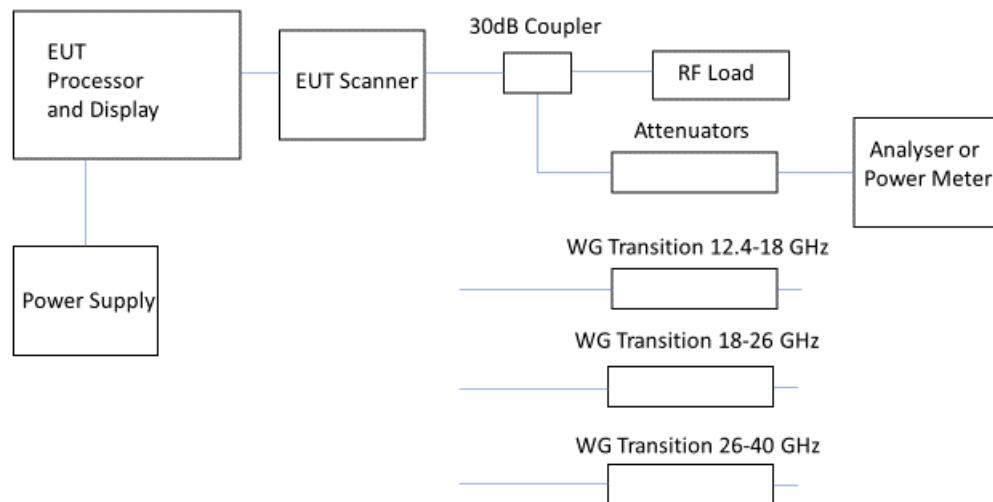 30dB Coupler
EUT
Processor
and Display
EUT Scanner
RF Load
Attenuators
Analyser or
Power Meter
WG Transition 12.4-18 GHz
Power Supply
WG Transition 18-26 GHz
WG Transition 26-40 GHz